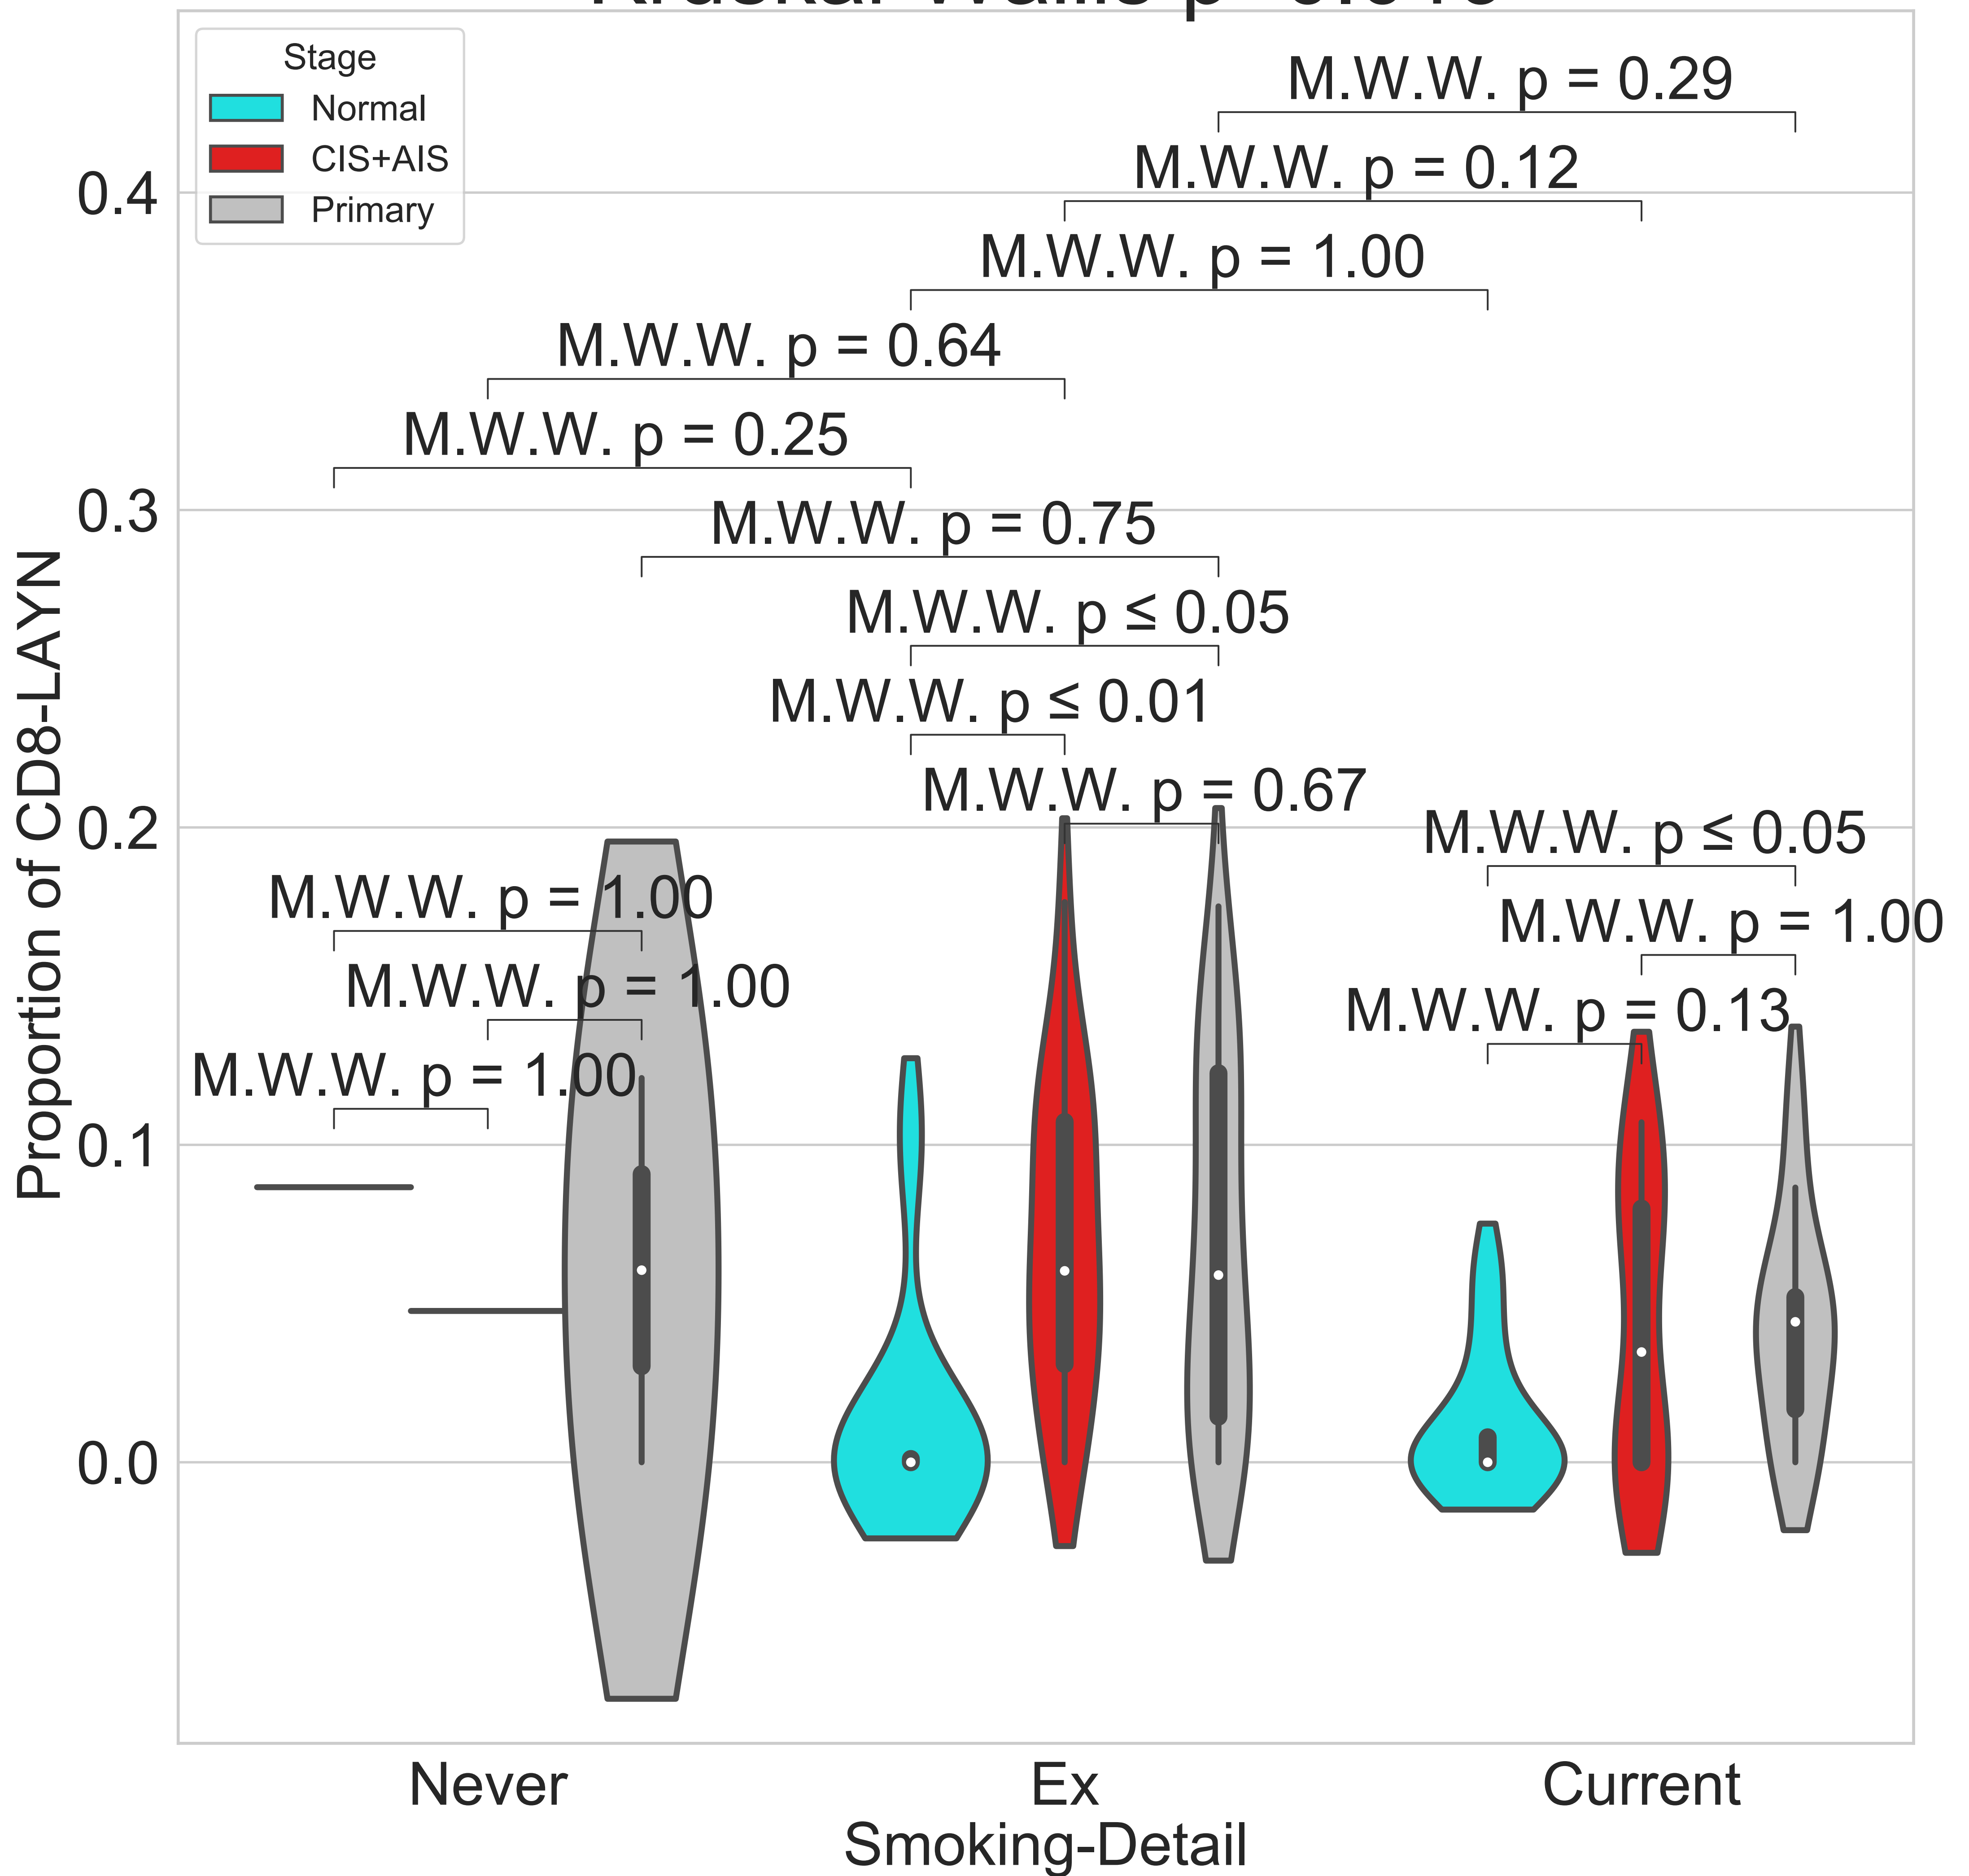 Stage
Normal
CIS+AIS
Primary
M.W.W. p = 0.29
M.W.W. p = 0.12
M.W.W. p = 1.00
M.W.W. p = 0.64
M.W.W. p = 0.25
M.W.W. p = 0.75
M.W.W. p ≤ 0.05
M.W.W. p ≤ 0.01
M.W.W. p = 0.67
M.W.W. p ≤ 0.05
M.W.W. p = 1.00
M.W.W. p = 1.00
M.W.W. p = 1.00
M.W.W. p = 0.13
M.W.W. p = 1.00
0.4
0.3
0.2
0.1
0.0
Proportion of CD8-LAYN
Never
Ex
Current
Smoking-Detail